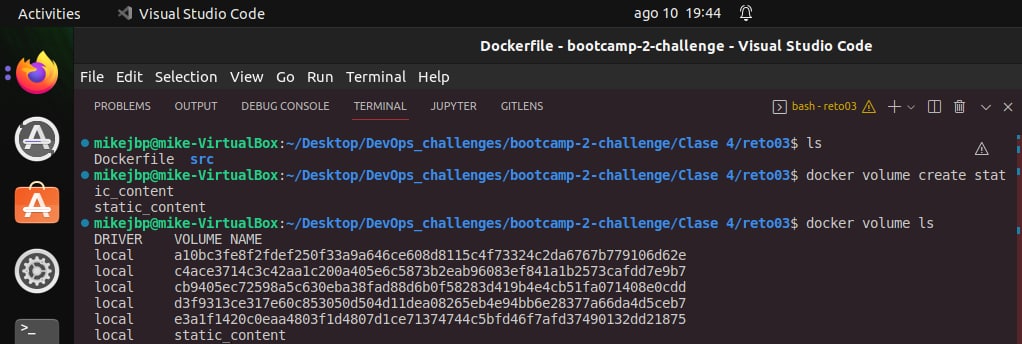 Activities Visual Studio Code ago 10 19:44
Dockerfile - bootcamp-2-challenge - Visual Studio Code
File Edit Selection View Go Run Terminal Help
PROBLEMS OUTPUT DEBUG CONSOLE TERMINAL JUPYTER GITLENS bash - reto03
mikejbp@mike-VirtualBox:~/Desktop/DevOps_challenges/bootcamp-2-challenge/Clase 4/reto03$ ls
Dockerfile src
mikejbp@mike-VirtualBox:~/Desktop/DevOps_challenges/bootcamp-2-challenge/Clase 4/reto03$ docker volume create stat
ic_content
static_content
mikejbp@mike-VirtualBox:~/Desktop/DevOps_challenges/bootcamp-2-challenge/Clase 4/reto03$ docker volume ls
DRIVER VOLUME NAME
local a10bc3fe8f2fdef250f33a9a646ce608d8115c4f73324c2da6767b779106d62e
local c4ace3714c3c42aa1c200a405e6c5873b2eab96083ef841a1b2573cafdd7e9b7
local cb9405ec72598a5c630eba38fad88d6b0f58283d419b4e4cb51fa071408e0cdd
local d3f9313ce317e60c853050d504d11dea08265eb4e94bb6e28377a66da4d5ceb7
local e3a1f1420c0eaa4803f1d4807d1ce71374744c5bfd46f7afd37490132dd21875
local static_content